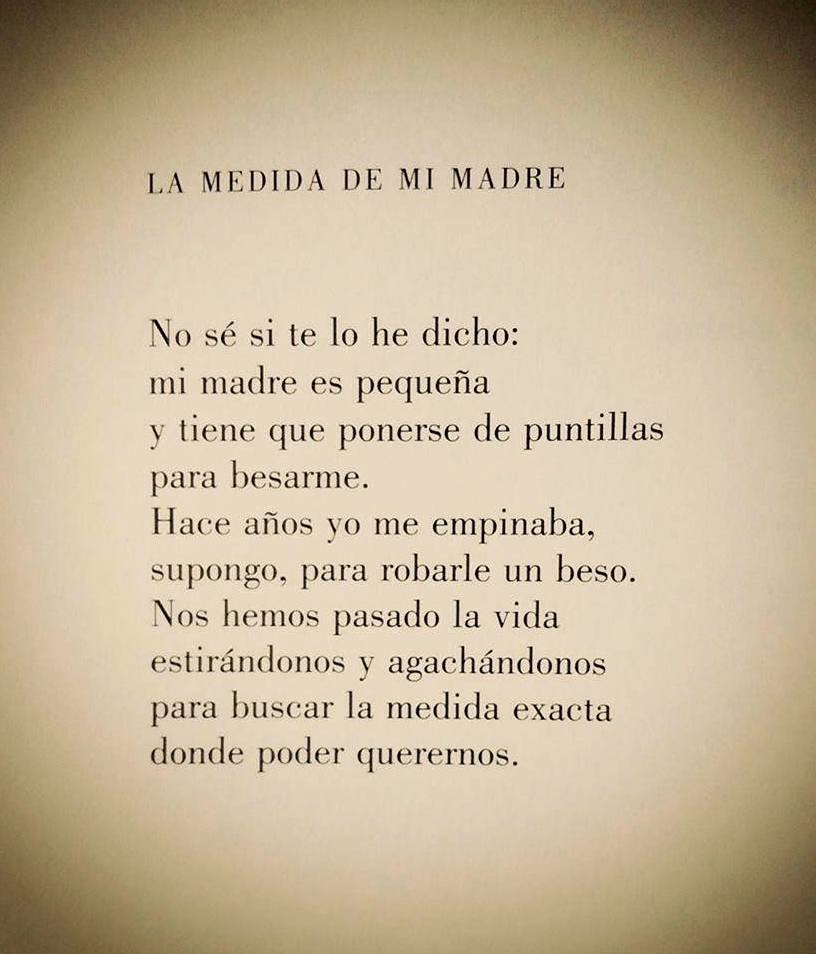 LA MEDIDA DE MI MADRE
No sé si te lo he dicho:
mi madre es pequeña
y tiene que ponerse de puntillas
para besarme.
Hace años yo me empinaba,
supongo, para robarle un beso.
Nos hemos pasado la vida
estirándonos y agachándonos
para buscar la medida exacta
donde poder querernos.